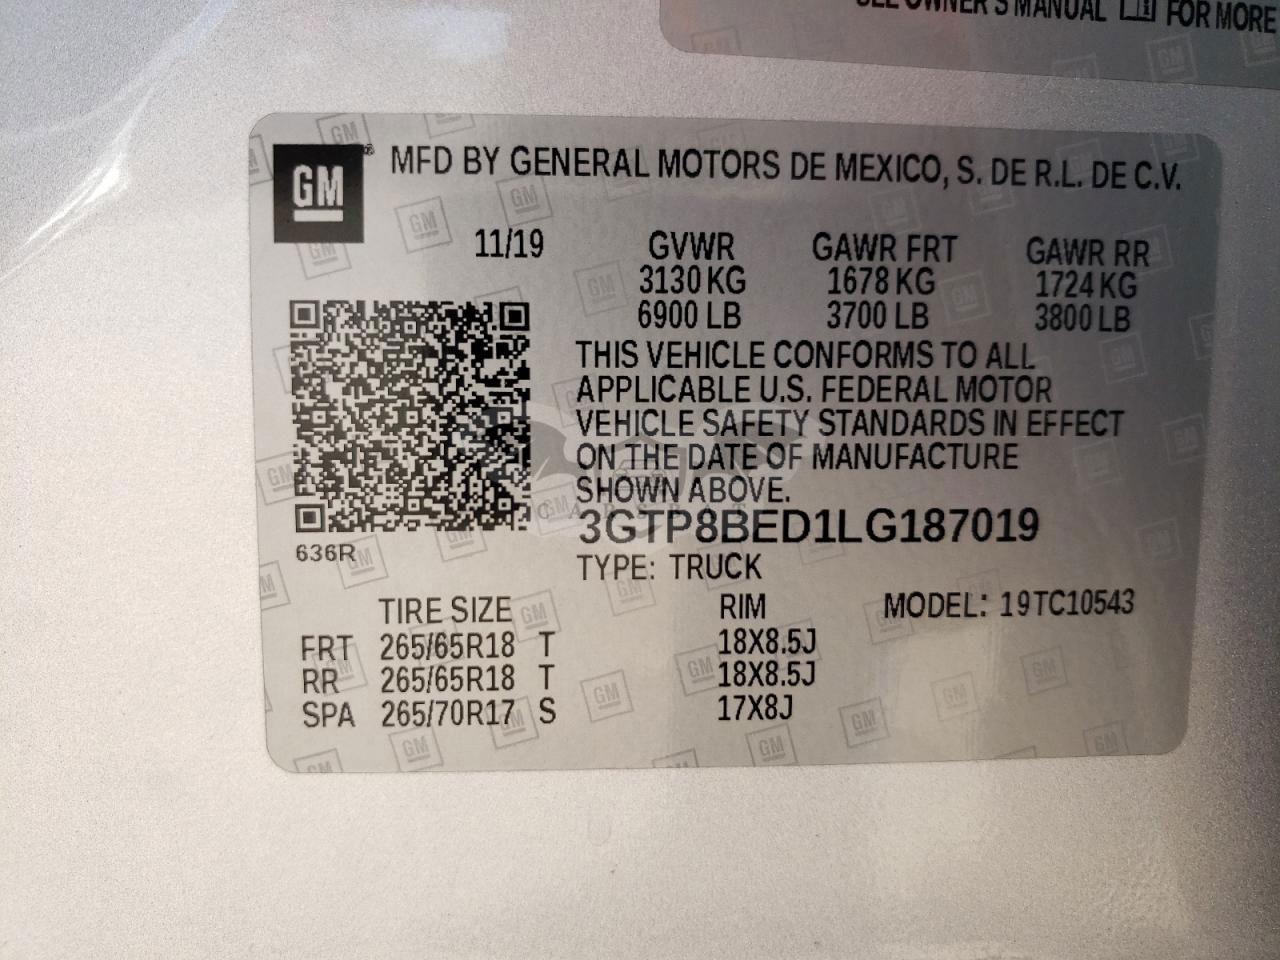 SEE OWNER'S MANUAL FOR MORE
GM
MFD BY GENERAL MOTORS DE MEXICO, S. DE R.L. DE C.V.
11/19 GVWR GAWR FRT GAWR RR
3130 KG 1678 KG 1724 KG
6900 LB 3700 LB 3800 LB
THIS VEHICLE CONFORMS TO ALL
APPLICABLE U.S. FEDERAL MOTOR
VEHICLE SAFETY STANDARDS IN EFFECT
ON THE DATE OF MANUFACTURE
SHOWN ABOVE.
3GTP8BED1LG187019
636R
TYPE: TRUCK
TIRE SIZE RIM MODEL: 19TC10543
FRT 265/65R18 T 18X8.5J
RR 265/65R18 T 18X8.5J
SPA 265/70R17 S 17X8J